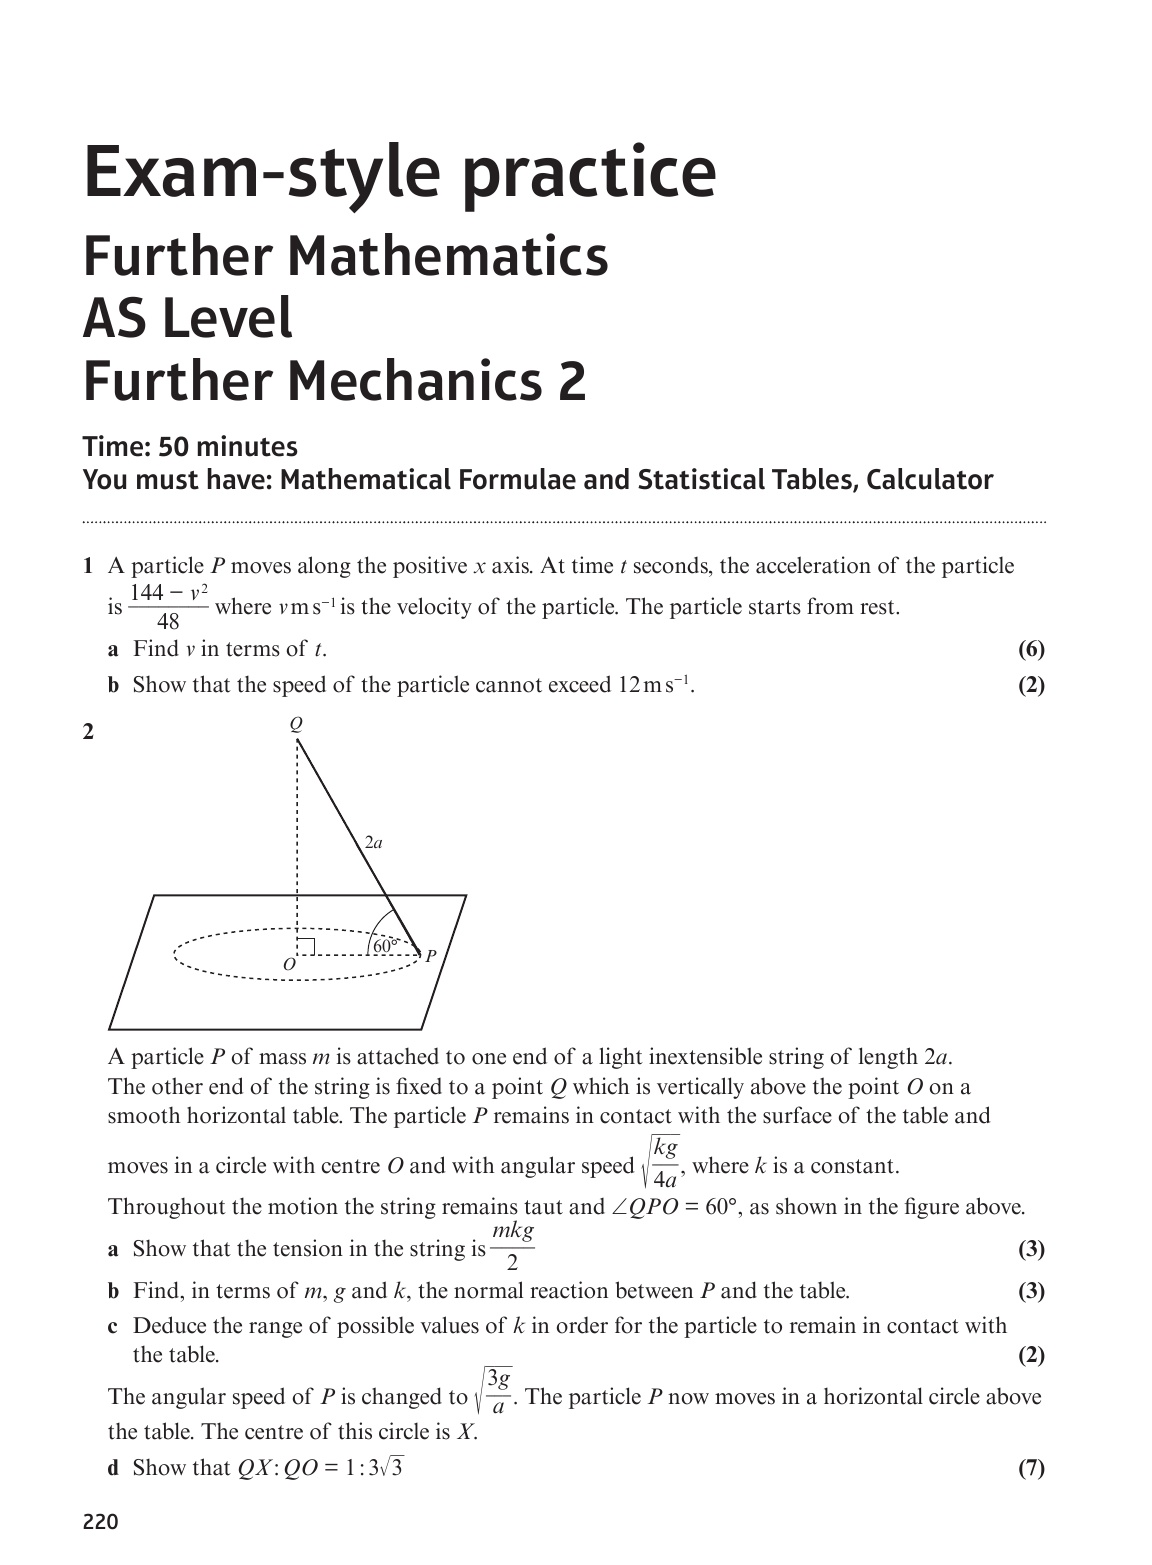 Exam-style practice
Further Mathematics
AS Level
Further Mechanics 2
Time: 50 minutes
You must have: Mathematical Formulae and Statistical Tables, Calculator
1 A particle P moves along the positive x axis. At time t seconds, the acceleration of the particle
is (144 − v²)/48 where v m s⁻¹ is the velocity of the particle. The particle starts from rest.
a Find v in terms of t. (6)
b Show that the speed of the particle cannot exceed 12 m s⁻¹. (2)
2
Q
2a
60°
O
P
A particle P of mass m is attached to one end of a light inextensible string of length 2a.
The other end of the string is fixed to a point Q which is vertically above the point O on a
smooth horizontal table. The particle P remains in contact with the surface of the table and
moves in a circle with centre O and with angular speed √(kg/4a), where k is a constant.
Throughout the motion the string remains taut and ∠QPO = 60°, as shown in the figure above.
a Show that the tension in the string is mkg/2 (3)
b Find, in terms of m, g and k, the normal reaction between P and the table. (3)
c Deduce the range of possible values of k in order for the particle to remain in contact with
the table. (2)
The angular speed of P is changed to √(3g/a). The particle P now moves in a horizontal circle above
the table. The centre of this circle is X.
d Show that QX : QO = 1 : 3√3 (7)
220